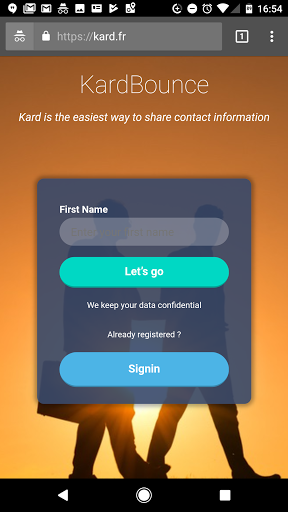 16:54
https://kard.fr
1
KardBounce
Kard is the easiest way to share contact information
First Name
Let's go
We keep your data confidential
Already registered ?
Signin